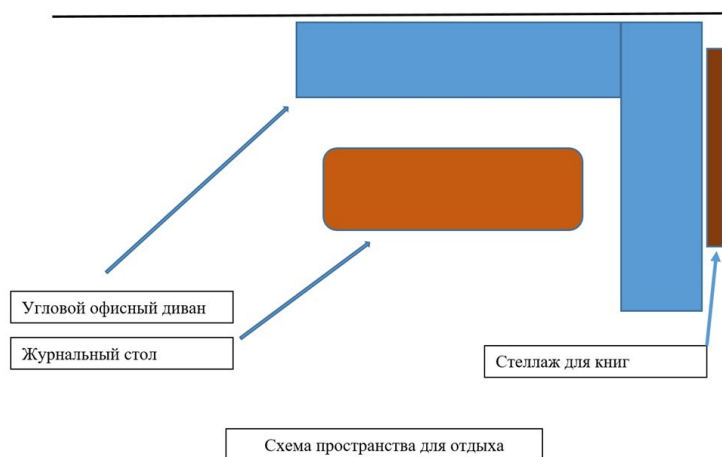 Угловой офисный диван
Журнальный стол
Стеллаж для книг
Схема пространства для отдыха